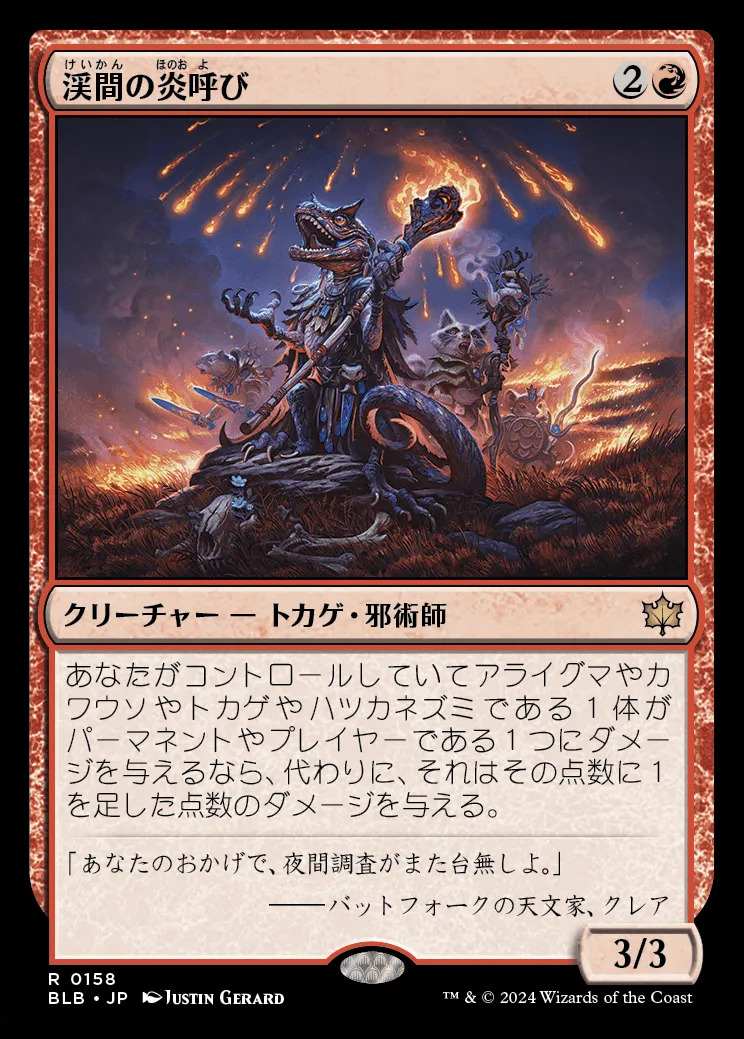 けいかん ほのお よ
渓間の炎呼び
2
クリーチャー — トカゲ・邪術師
あなたがコントロールしていてアライグマやカ
ワウソやトカゲやハツカネズミである1体が
パーマネントやプレイヤーである1つにダメー
ジを与えるなら、代わりに、それはその点数に1
を足した点数のダメージを与える。
「あなたのおかげで、夜間調査がまた台無しよ。」
――バットフォークの天文家、クレア
3/3
R 0158
BLB • JP Justin Gerard
™ & © 2024 Wizards of the Coast